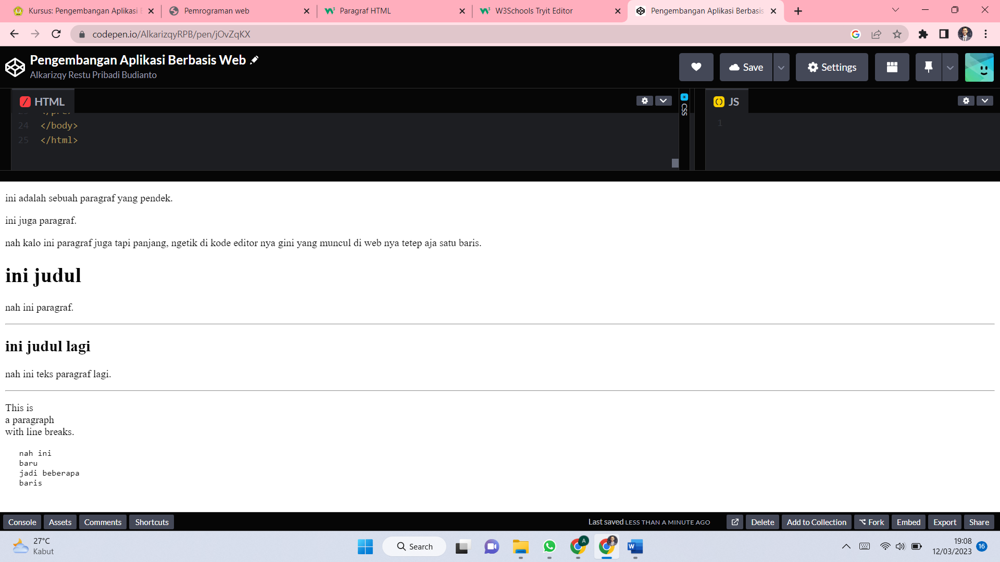 Kursus: Pengembangan Aplikasi B
Pemrograman web
Paragraf HTML
W3Schools Tryit Editor
Pengembangan Aplikasi Berbasis
codepen.io/AlkarizqyRPB/pen/jOvZqKX
Pengembangan Aplikasi Berbasis Web
Alkarizqy Restu Pribadi Budianto
Save
Settings
HTML
CSS
JS
24 </body>
25 </html>
1
ini adalah sebuah paragraf yang pendek.
ini juga paragraf.
nah kalo ini paragraf juga tapi panjang, ngetik di kode editor nya gini yang muncul di web nya tetep aja satu baris.
ini judul
nah ini paragraf.
ini judul lagi
nah ini teks paragraf lagi.
This is
a paragraph
with line breaks.
nah ini
baru
jadi beberapa
baris
Console
Assets
Comments
Shortcuts
Last saved LESS THAN A MINUTE AGO
Delete
Add to Collection
Fork
Embed
Export
Share
27°C
Kabut
Search
A
W
19:08
12/03/2023
16